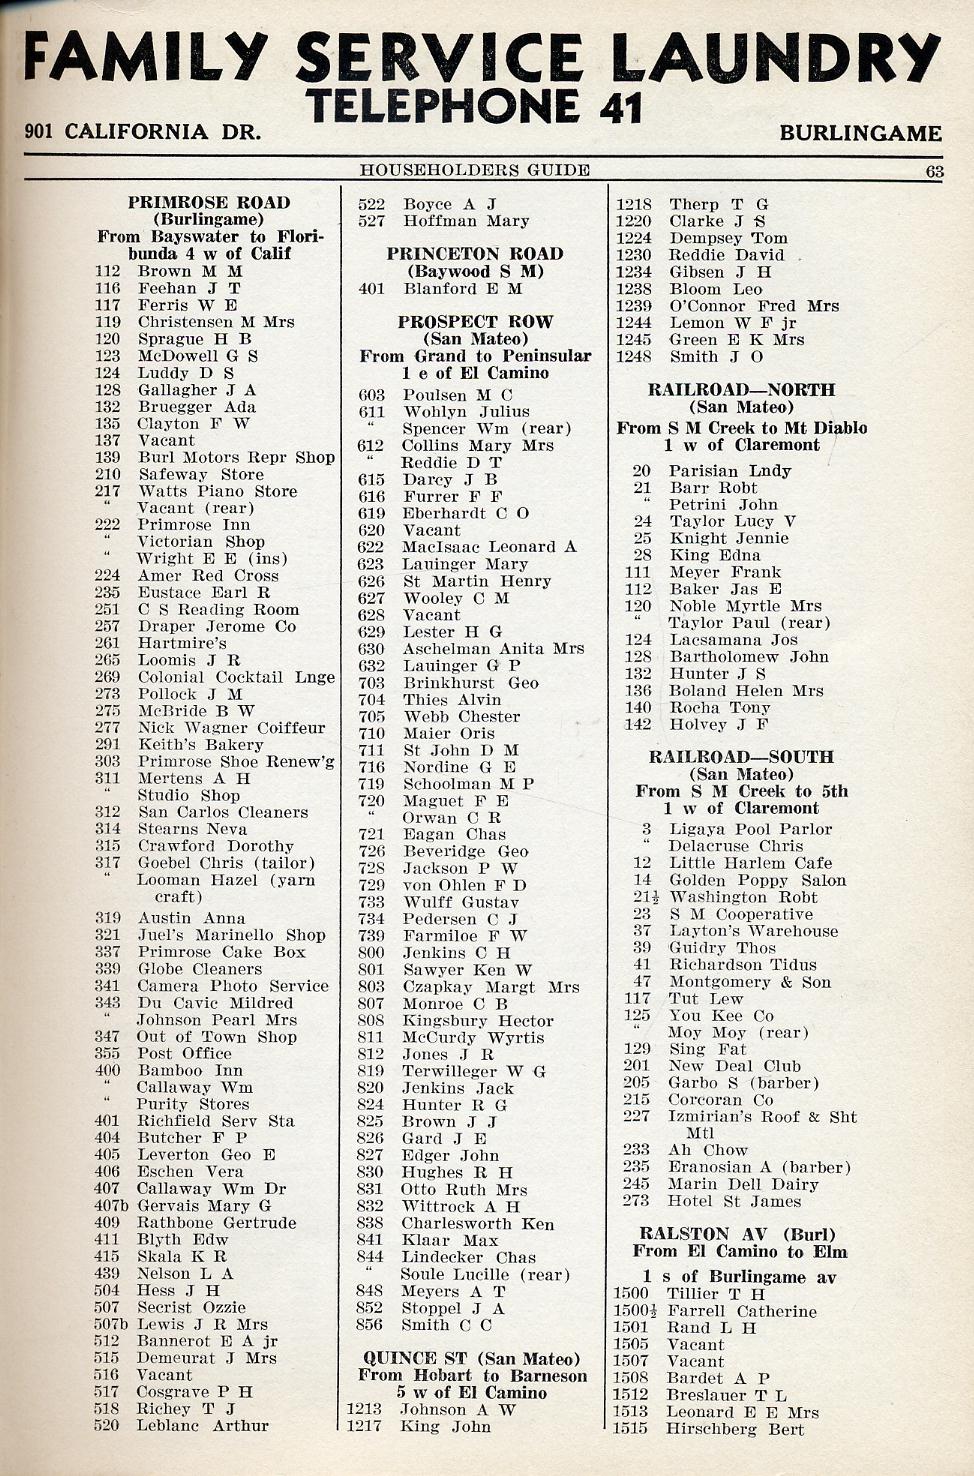 FAMILY SERVICE LAUNDRY
TELEPHONE 41
901 CALIFORNIA DR.
BURLINGAME
HOUSEHOLDERS GUIDE
63
PRIMROSE ROAD
(Burlingame)
From Bayswater to Flori-
bunda 4 w of Calif
112 Brown M M
116 Feehan J T
117 Ferris W E
119 Christensen M Mrs
120 Sprague H B
123 McDowell G S
124 Luddy D S
128 Gallagher J A
132 Bruegger Ada
135 Clayton F W
137 Vacant
139 Burl Motors Repr Shop
210 Safeway Store
217 Watts Piano Store
" Vacant (rear)
222 Primrose Inn
" Victorian Shop
" Wright E E (ins)
224 Amer Red Cross
235 Eustace Earl R
251 C S Reading Room
257 Draper Jerome Co
261 Hartmire's
265 Loomis J R
269 Colonial Cocktail Lnge
273 Pollock J M
275 McBride B W
277 Nick Wagner Coiffeur
291 Keith's Bakery
303 Primrose Shoe Renew'g
311 Mertens A H
" Studio Shop
312 San Carlos Cleaners
314 Stearns Neva
315 Crawford Dorothy
317 Goebel Chris (tailor)
" Looman Hazel (yarn
craft)
319 Austin Anna
321 Juel's Marinello Shop
337 Primrose Cake Box
339 Globe Cleaners
341 Camera Photo Service
343 Du Cavic Mildred
" Johnson Pearl Mrs
347 Out of Town Shop
355 Post Office
400 Bamboo Inn
" Callaway Wm
" Purity Stores
401 Richfield Serv Sta
404 Butcher F P
405 Leverton Geo E
406 Eschen Vera
407 Callaway Wm Dr
407b Gervais Mary G
409 Rathbone Gertrude
411 Blyth Edw
415 Skala K R
439 Nelson L A
504 Hess J H
507 Secrist Ozzie
507b Lewis J R Mrs
512 Bannerot E A jr
515 Demeurat J Mrs
516 Vacant
517 Cosgrave P H
518 Richey T J
520 Leblanc Arthur
522 Boyce A J
527 Hoffman Mary
PRINCETON ROAD
(Baywood S M)
401 Blanford E M
PROSPECT ROW
(San Mateo)
From Grand to Peninsular
1 e of El Camino
603 Poulsen M C
611 Wohlyn Julius
" Spencer Wm (rear)
612 Collins Mary Mrs
" Reddie D T
615 Darcy J B
616 Furrer F F
619 Eberhardt C O
620 Vacant
622 MacIsaac Leonard A
623 Lauinger Mary
626 St Martin Henry
627 Wooley C M
628 Vacant
629 Lester H G
630 Aschelman Anita Mrs
632 Lauinger G P
703 Brinkhurst Geo
704 Thies Alvin
705 Webb Chester
710 Maier Oris
711 St John D M
716 Nordine G E
719 Schoolman M P
720 Maguet F E
" Orwan C R
721 Eagan Chas
726 Beveridge Geo
728 Jackson P W
729 von Ohlen F D
733 Wulff Gustav
734 Pedersen C J
739 Farmiloe F W
800 Jenkins C H
801 Sawyer Ken W
803 Czapkay Margt Mrs
807 Monroe C B
808 Kingsbury Hector
811 McCurdy Wyrtis
812 Jones J R
819 Terwilleger W G
820 Jenkins Jack
824 Hunter R G
825 Brown J J
826 Gard J E
827 Edger John
830 Hughes R H
831 Otto Ruth Mrs
832 Wittrock A H
838 Charlesworth Ken
841 Klaar Max
844 Lindecker Chas
" Soule Lucille (rear)
848 Meyers A T
852 Stoppel J A
856 Smith C C
QUINCE ST (San Mateo)
From Hobart to Barneson
5 w of El Camino
1213 Johnson A W
1217 King John
1218 Therp T G
1220 Clarke J S
1224 Dempsey Tom
1230 Reddie David
1234 Gibsen J H
1238 Bloom Leo
1239 O'Connor Fred Mrs
1244 Lemon W F jr
1245 Green E K Mrs
1248 Smith J O
RAILROAD—NORTH
(San Mateo)
From S M Creek to Mt Diablo
1 w of Claremont
20 Parisian Lndy
21 Barr Robt
" Petrini John
24 Taylor Lucy V
25 Knight Jennie
28 King Edna
111 Meyer Frank
112 Baker Jas E
120 Noble Myrtle Mrs
" Taylor Paul (rear)
124 Lacsamana Jos
128 Bartholomew John
132 Hunter J S
136 Boland Helen Mrs
140 Rocha Tony
142 Holvey J F
RAILROAD—SOUTH
(San Mateo)
From S M Creek to 5th
1 w of Claremont
3 Ligaya Pool Parlor
" Delacruse Chris
12 Little Harlem Cafe
14 Golden Poppy Salon
21½ Washington Robt
23 S M Cooperative
37 Layton's Warehouse
39 Guidry Thos
41 Richardson Tidus
47 Montgomery & Son
117 Tut Lew
125 You Kee Co
" Moy Moy (rear)
129 Sing Fat
201 New Deal Club
205 Garbo S (barber)
215 Corcoran Co
227 Izmirian's Roof & Sht
Mtl
233 Ah Chow
235 Eranosian A (barber)
245 Marin Dell Dairy
273 Hotel St James
RALSTON AV (Burl)
From El Camino to Elm
1 s of Burlingame av
1500 Tillier T H
1500½ Farrell Catherine
1501 Rand L H
1505 Vacant
1507 Vacant
1508 Bardet A P
1512 Breslauer T L
1513 Leonard E E Mrs
1515 Hirschberg Bert